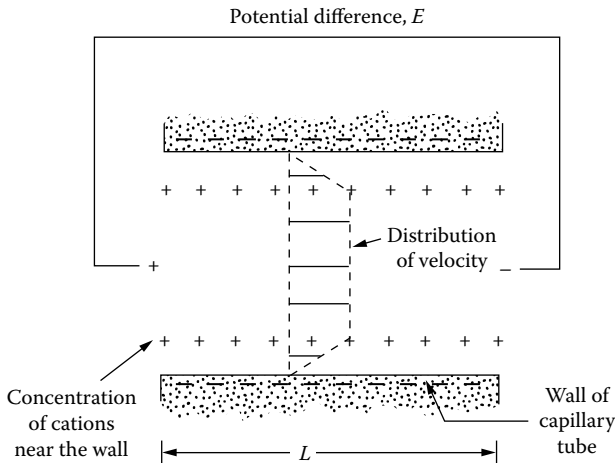 Potential difference, E
+ + + + + + + + + +
Distribution
of velocity
+
–
+ + + + + + + + + +
Concentration
of cations
near the wall
Wall of
capillary
tube
L